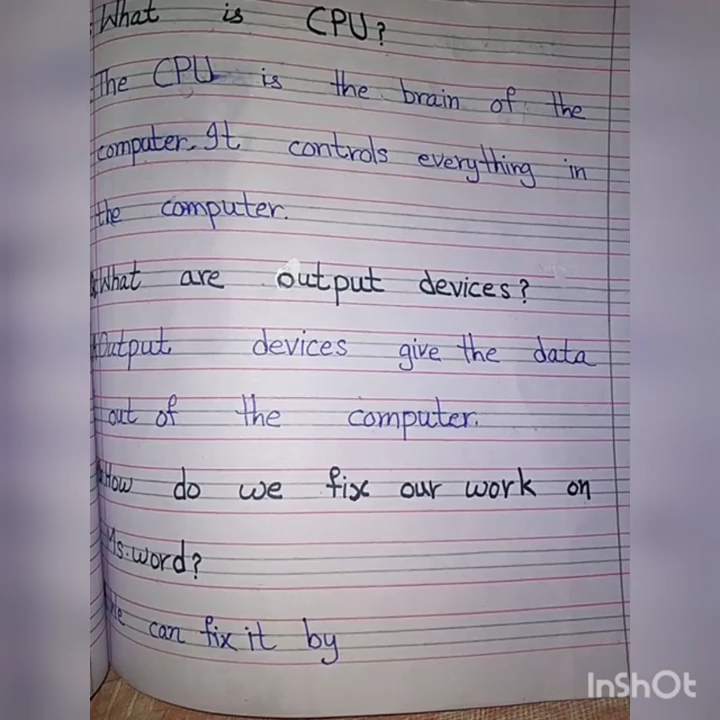 What is CPU?
The CPU is the brain of the
computer. It controls everything in
the computer.
What are output devices?
Output devices give the data
out of the computer.
How do we fix our work on
Ms.word?
We can fix it by
InShOt